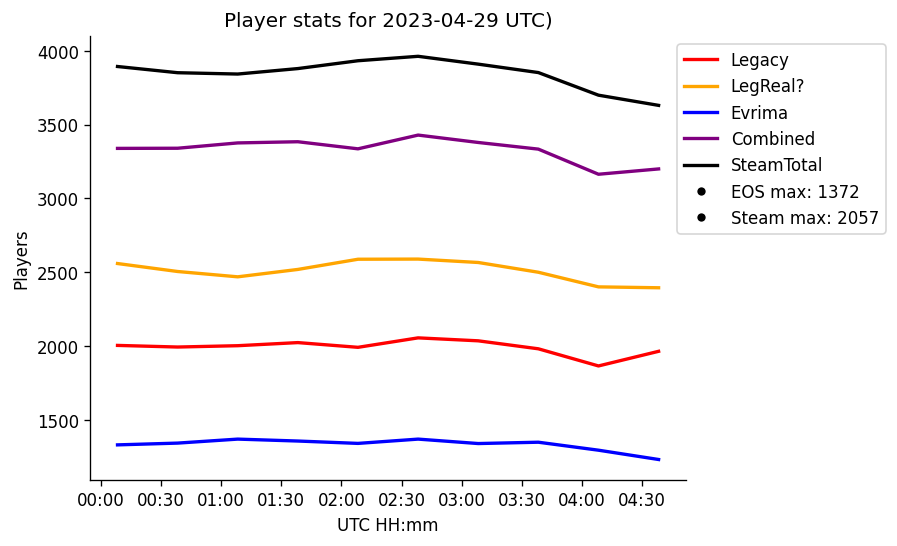 Player stats for 2023-04-29 UTC)
4000
3500
3000
2500
2000
1500
Players
00:00 00:30 01:00 01:30 02:00 02:30 03:00 03:30 04:00 04:30
UTC HH:mm
Legacy
LegReal?
Evrima
Combined
SteamTotal
EOS max: 1372
Steam max: 2057